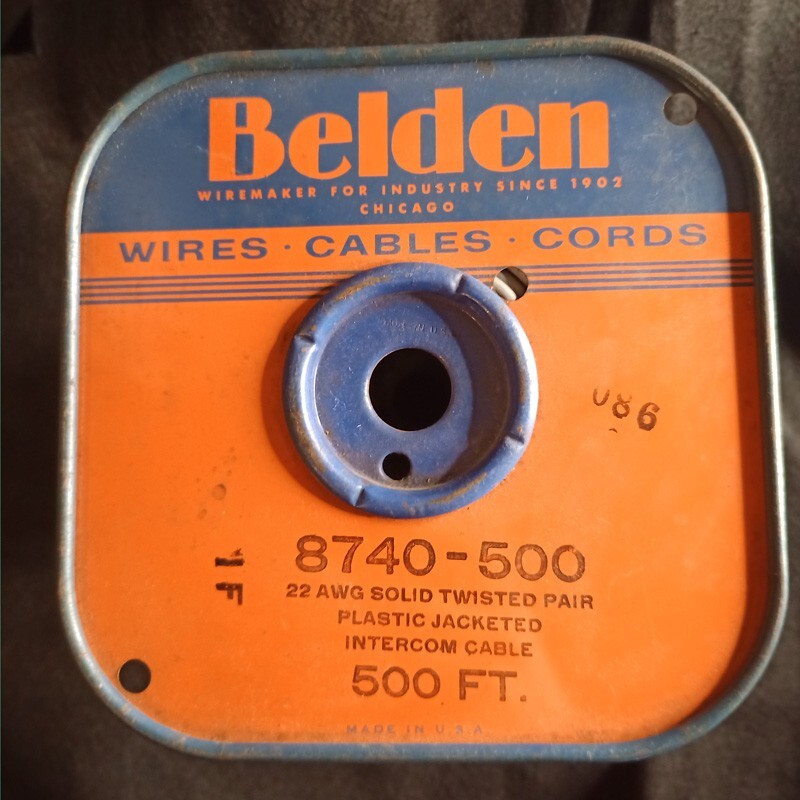 Belden
WIREMAKER FOR INDUSTRY SINCE 1902
CHICAGO
WIRES · CABLES · CORDS
086
8740-500
22 AWG SOLID TWISTED PAIR
PLASTIC JACKETED
INTERCOM CABLE
500 FT.
MADE IN U.S.A.